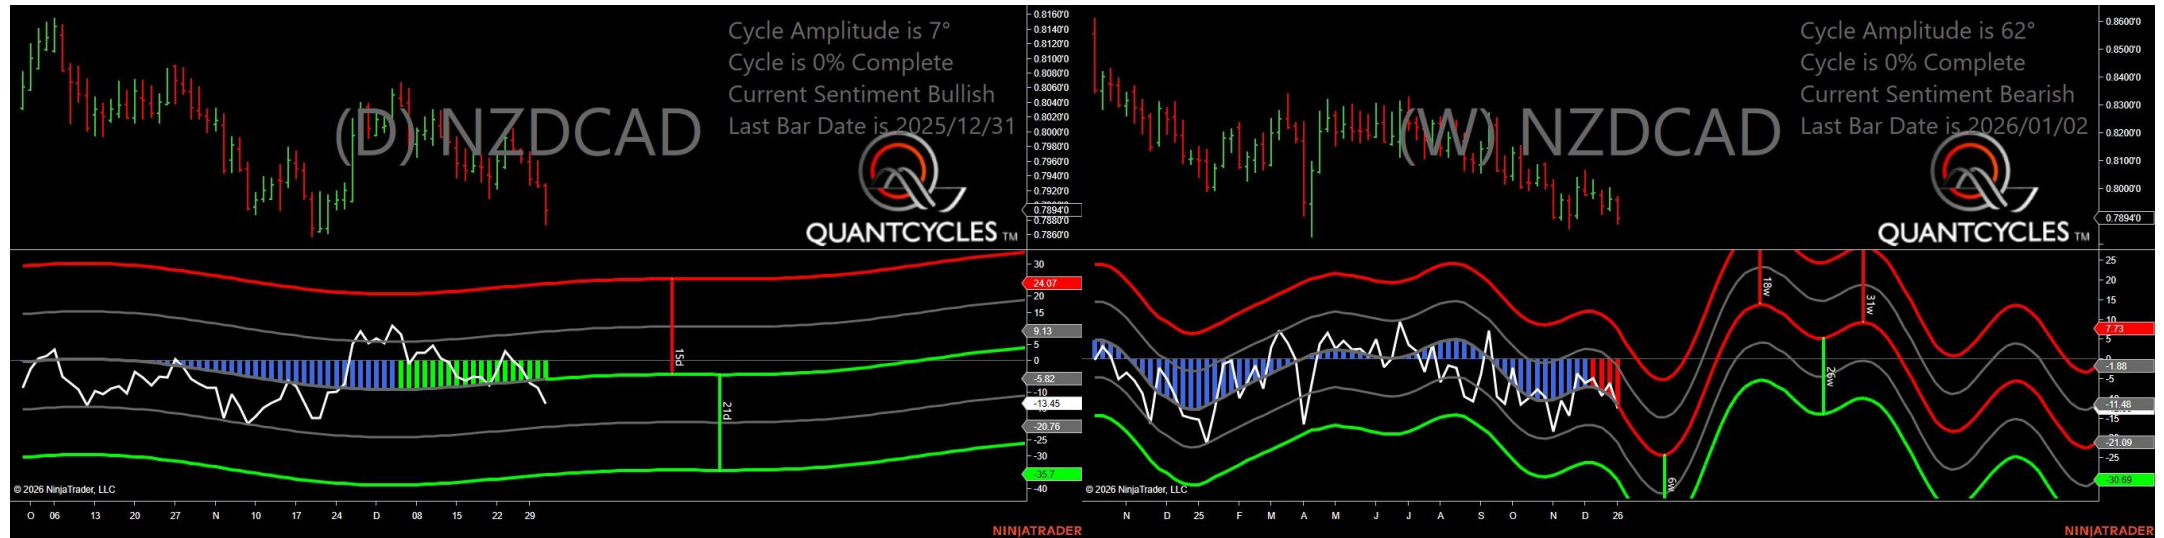 Cycle Amplitude is 7°
Cycle is 0% Complete
Current Sentiment Bullish
Last Bar Date is 2025/12/31
(D) NZDCAD
QUANTCYCLES TM
0.8160'0
0.8140'0
0.8120'0
0.8100'0
0.8080'0
0.8060'0
0.8040'0
0.8020'0
0.8000'0
0.7980'0
0.7960'0
0.7940'0
0.7920'0
0.7894'0
0.7880'0
0.7860'0
30
24.07
20
15
9.13
5
0
-5.82
-10
-13.45
-20.76
-25
-30
-35.7
-40
15d
21d
© 2026 NinjaTrader, LLC
O 06 13 20 27 N 10 17 24 D 08 15 22 29
NINJATRADER
Cycle Amplitude is 62°
Cycle is 0% Complete
Current Sentiment Bearish
Last Bar Date is 2026/01/02
(W) NZDCAD
QUANTCYCLES TM
0.8600'0
0.8500'0
0.8400'0
0.8300'0
0.8200'0
0.8100'0
0.8000'0
0.7894'0
25
20
15
10
7.73
5
0
-1.88
-5
-11.48
-15
-21.09
-25
-30.69
18w
31w
26w
6w
© 2026 NinjaTrader, LLC
N D 25 F M A M J J A S O N D 26
NINJATRADER